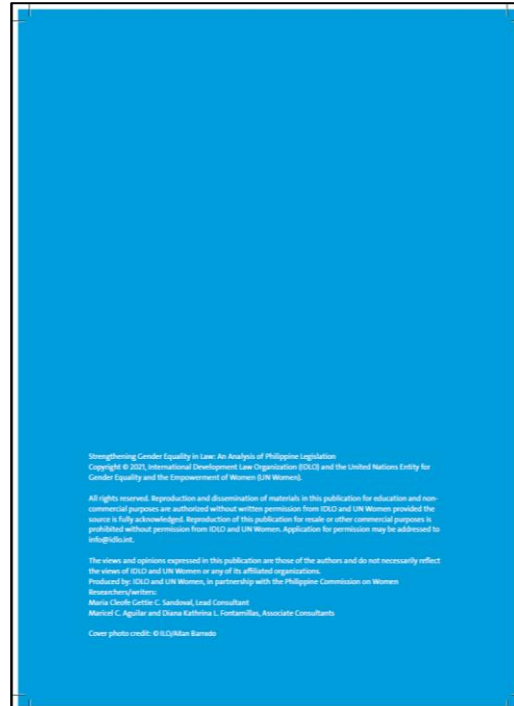 Strengthening Gender Equality in Law: An Analysis of Philippine Legislation
Copyright © 2021, International Development Law Organization (IDLO) and the United Nations Entity for
Gender Equality and the Empowerment of Women (UN Women).
All rights reserved. Reproduction and dissemination of materials in this publication for education and non-
commercial purposes are authorized without written permission from IDLO and UN Women provided the
source is fully acknowledged. Reproduction of this publication for resale or other commercial purposes is
prohibited without permission from IDLO and UN Women. Application for permission may be addressed to
info@idlo.int.
The views and opinions expressed in this publication are those of the authors and do not necessarily reflect
the views of IDLO and UN Women or any of its affiliated organizations.
Produced by: IDLO and UN Women, in partnership with the Philippine Commission on Women
Researchers/writers:
Maria Cleofe Gettie C. Sandoval, Lead Consultant
Maricel C. Aguilar and Diana Kathrina L. Fontamillas, Associate Consultants
Cover photo credit: © ILO/Allan Barredo